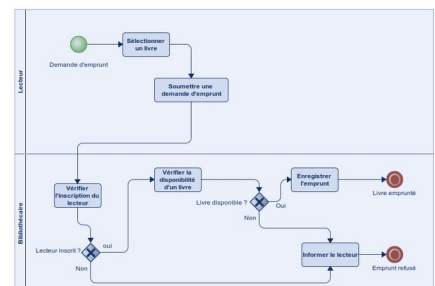 Lecteur
Demande d'emprunt
Sélectionner
un livre
Soumettre une
demande d'emprunt
Bibliothécaire
Vérifier
l'inscription du
lecteur
Lecteur inscrit ?
oui
Non
Vérifier la
disponibilité
d'un livre
Livre disponible ?
Oui
Non
Enregistrer
l'emprunt
Livre emprunté
Informer le lecteur
Emprunt refusé